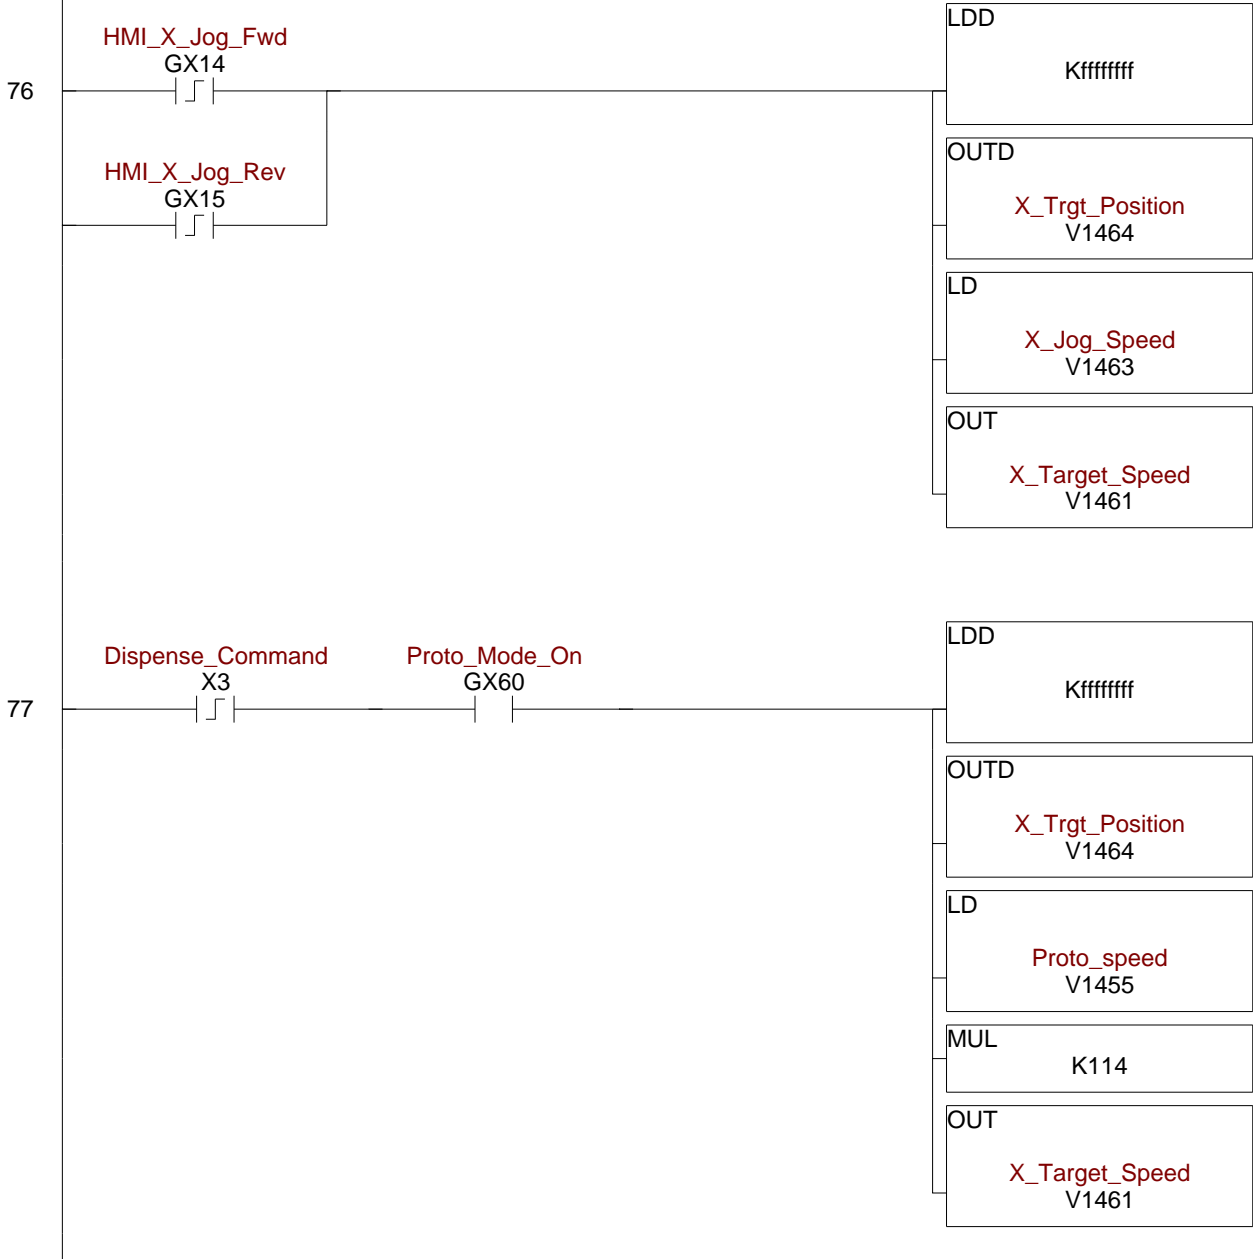 76
HMI_X_Jog_Fwd
GX14
HMI_X_Jog_Rev
GX15
LDD
Kffffffff
OUTD
X_Trgt_Position
V1464
LD
X_Jog_Speed
V1463
OUT
X_Target_Speed
V1461
77
Dispense_Command
X3
Proto_Mode_On
GX60
LDD
Kffffffff
OUTD
X_Trgt_Position
V1464
LD
Proto_speed
V1455
MUL
K114
OUT
X_Target_Speed
V1461